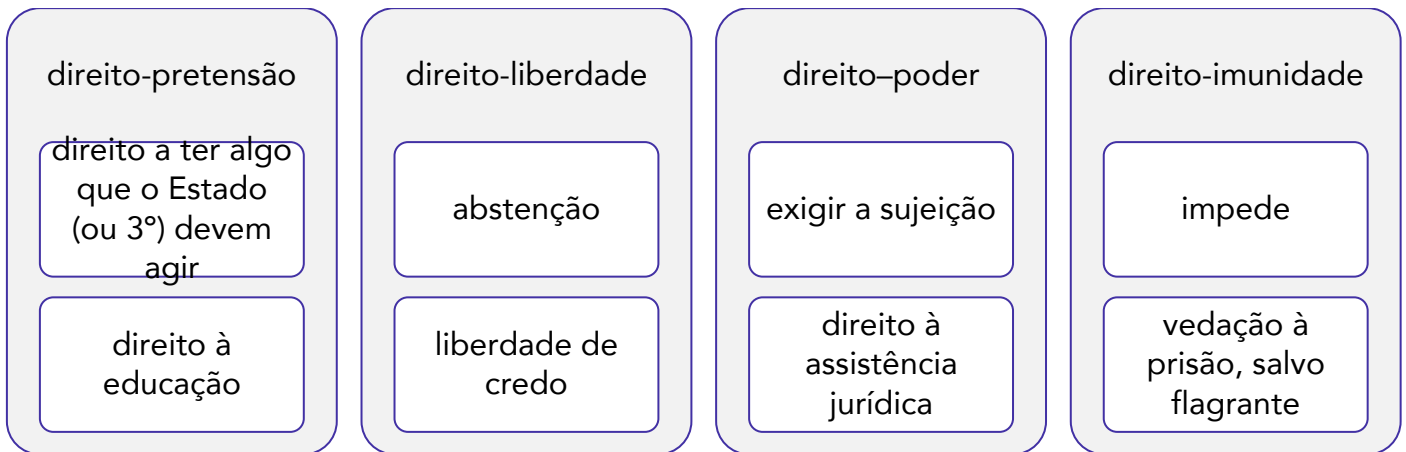 direito-pretensão
direito a ter algo
que o Estado
(ou 3º) devem
agir
direito à
educação
direito-liberdade
abstenção
liberdade de
credo
direito–poder
exigir a sujeição
direito à
assistência
jurídica
direito-imunidade
impede
vedação à
prisão, salvo
flagrante